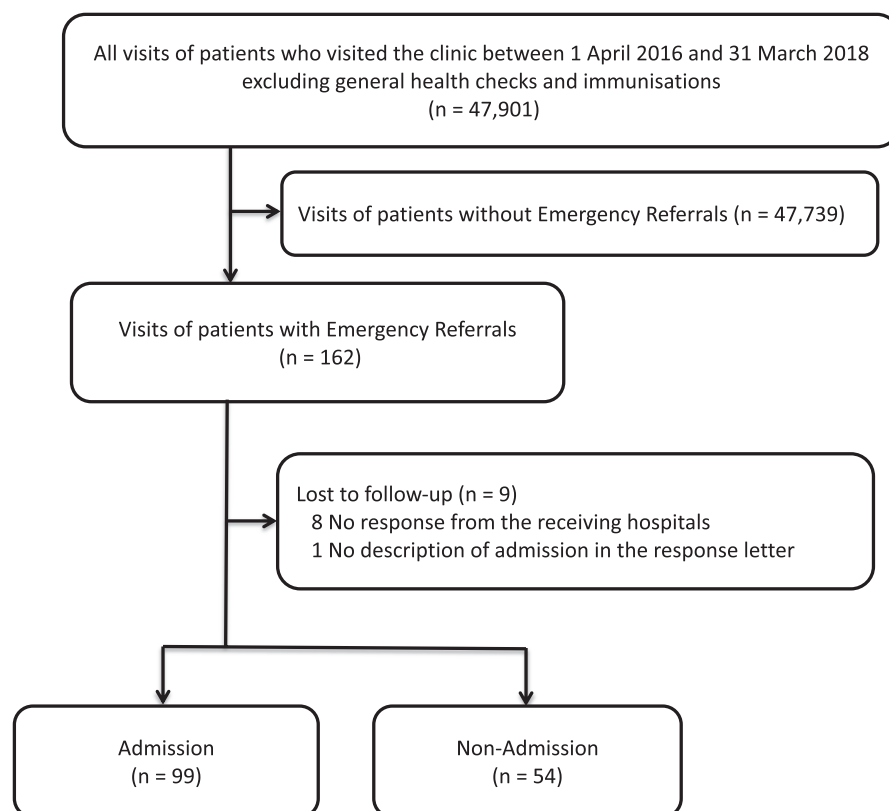 All visits of patients who visited the clinic between 1 April 2016 and 31 March 2018
excluding general health checks and immunisations
(n = 47,901)
Visits of patients without Emergency Referrals (n = 47,739)
Visits of patients with Emergency Referrals
(n = 162)
Lost to follow-up (n = 9)
8 No response from the receiving hospitals
1 No description of admission in the response letter
Admission
(n = 99)
Non-Admission
(n = 54)